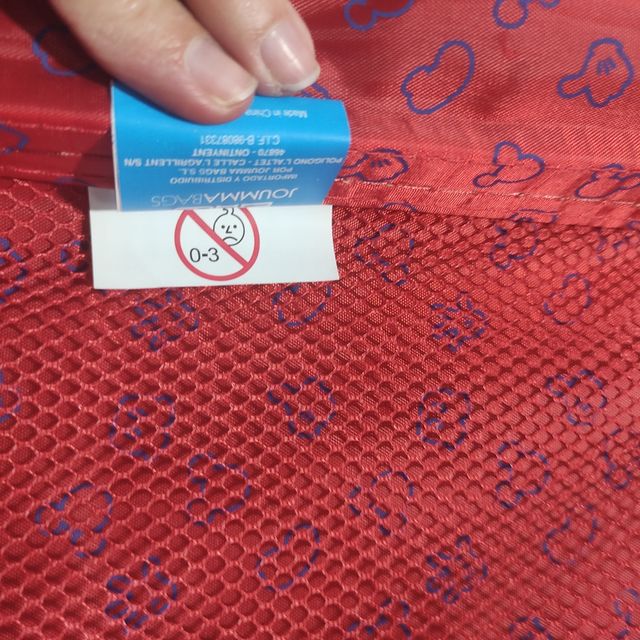 JOUMMABAGS
IMPORTADO Y DISTRIBUIDO
POR JOUMMA BAGS S.L.
POLIGONO L'ALTET - CALLE L'AGRILLENT S/N
46870 - ONTINYENT
C.I.F. B-98087331
Made in China
0-3